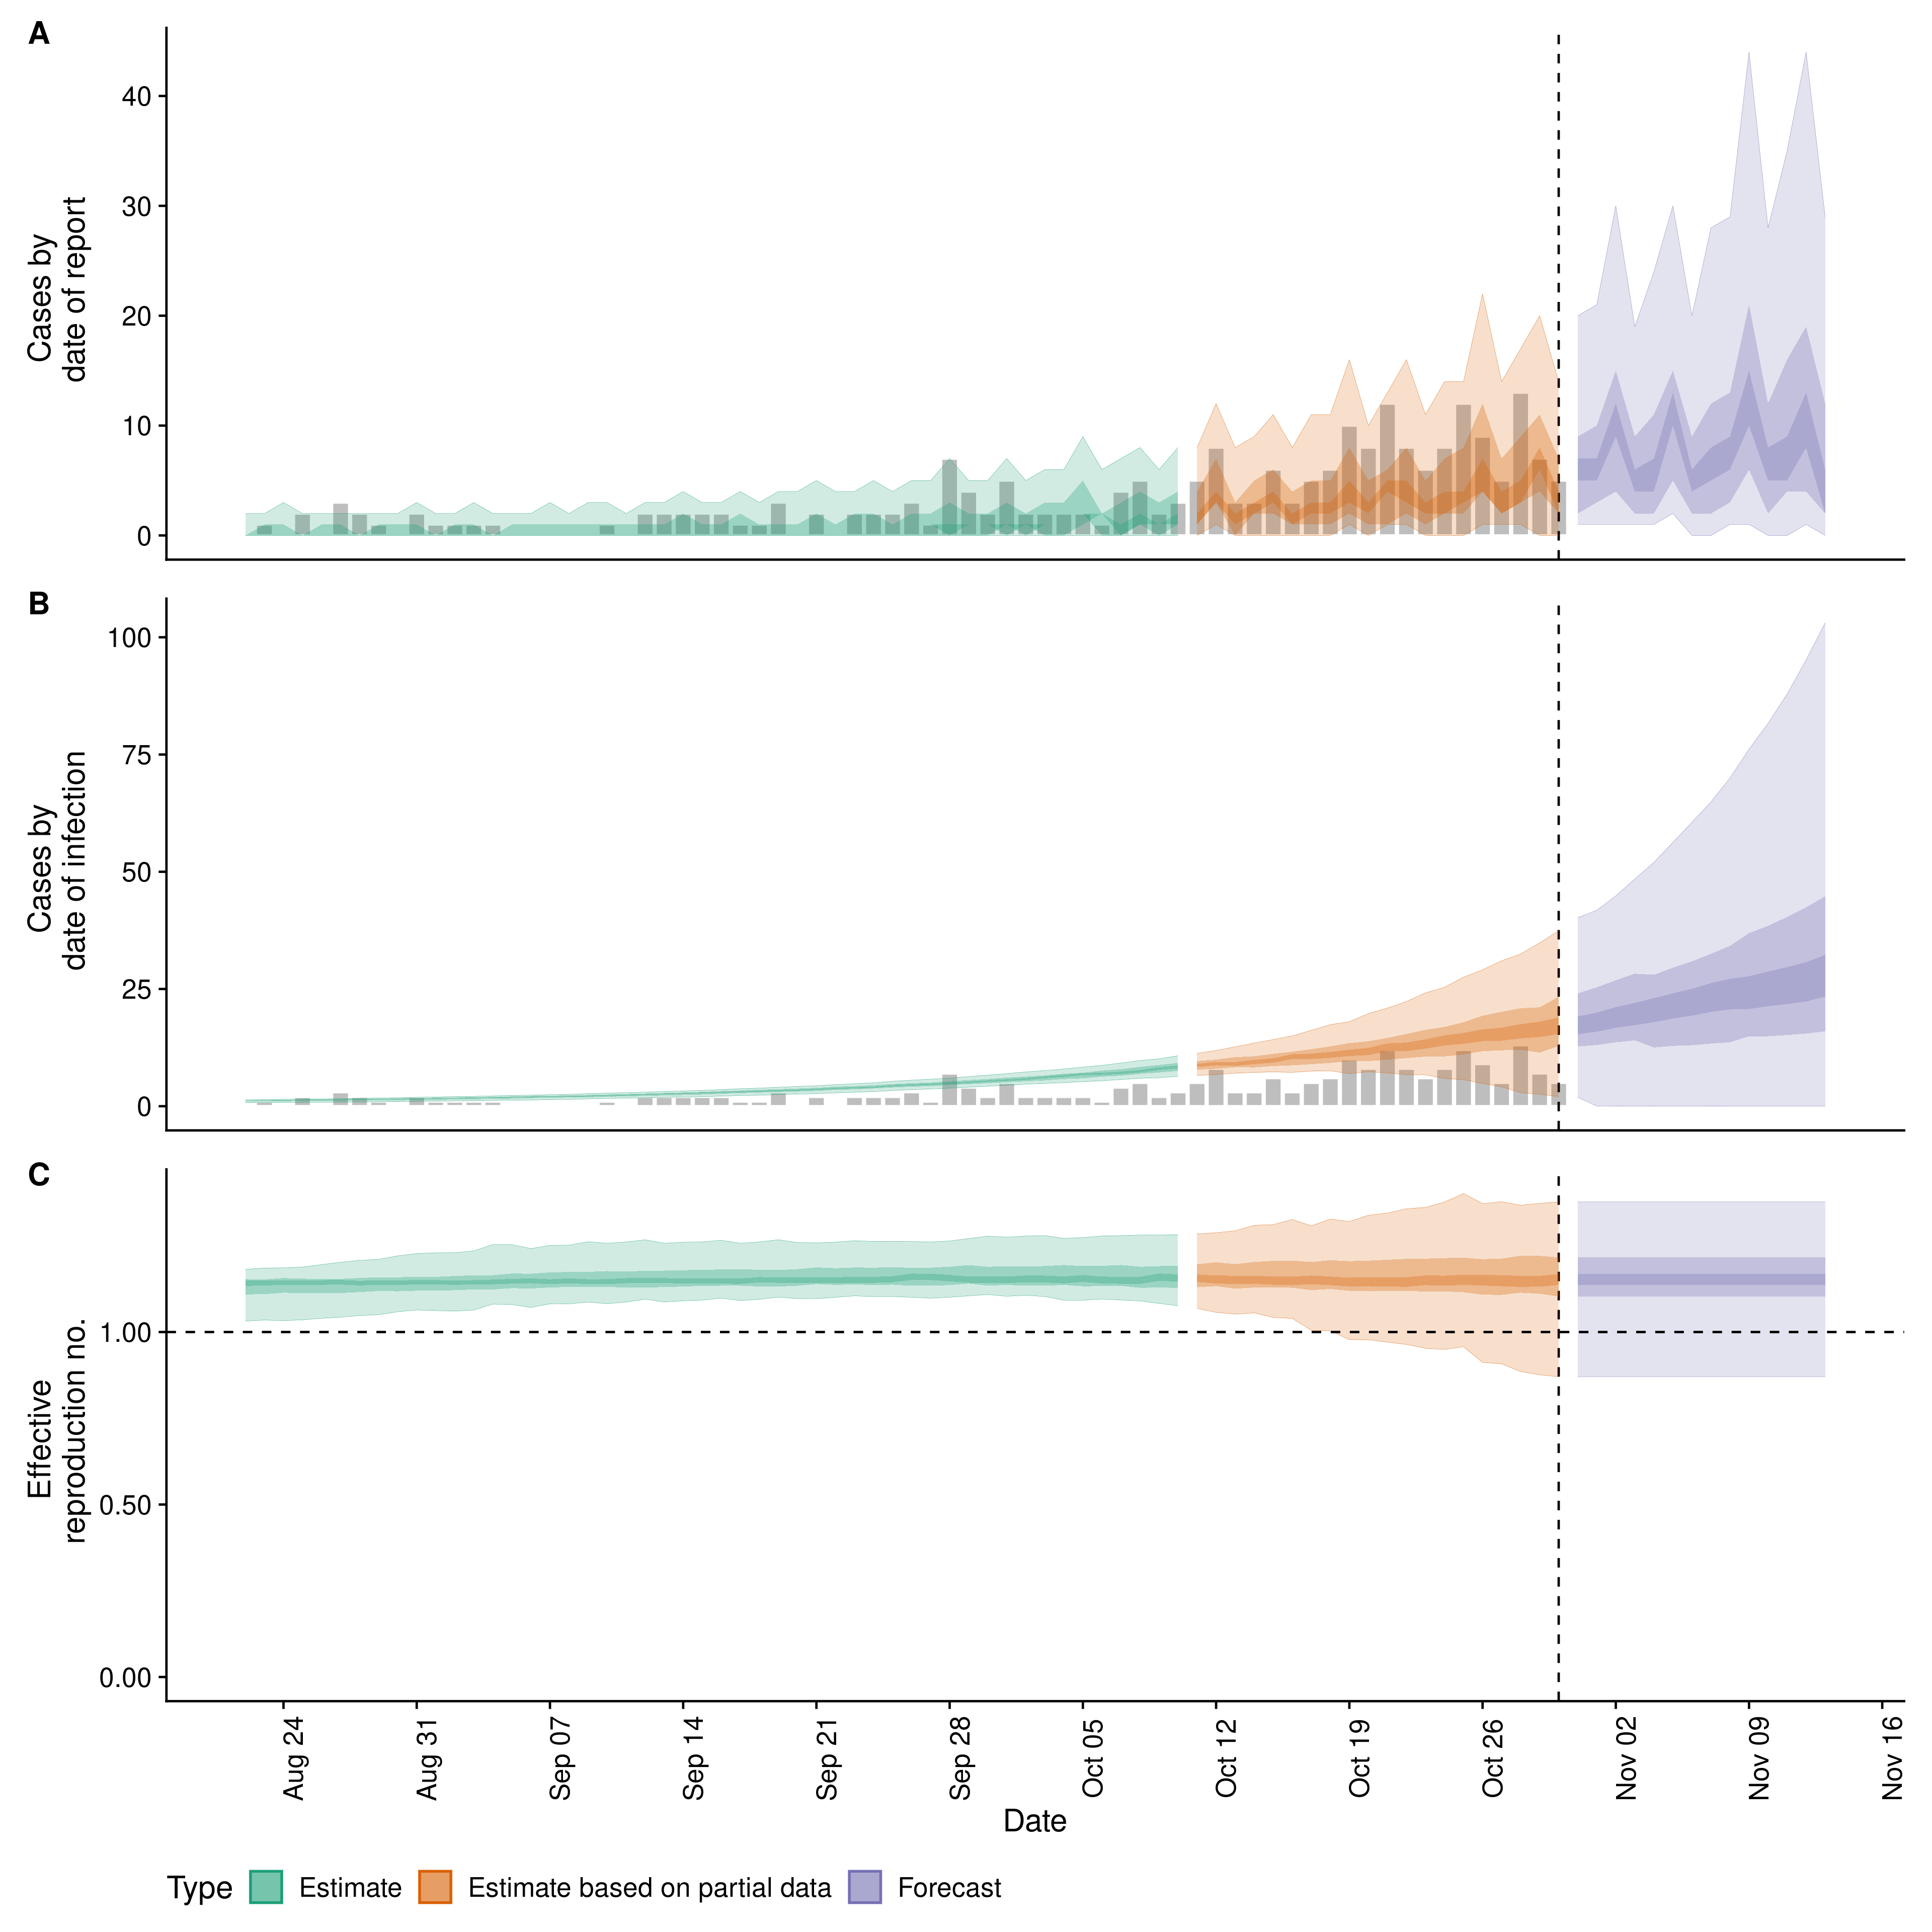 A
Cases by
date of report
40
30
20
10
0
B
Cases by
date of infection
100
75
50
25
0
C
Effective
reproduction no.
1.00
0.50
0.00
Aug 24
Aug 31
Sep 07
Sep 14
Sep 21
Sep 28
Oct 05
Oct 12
Oct 19
Oct 26
Nov 02
Nov 09
Nov 16
Date
Type Estimate Estimate based on partial data Forecast